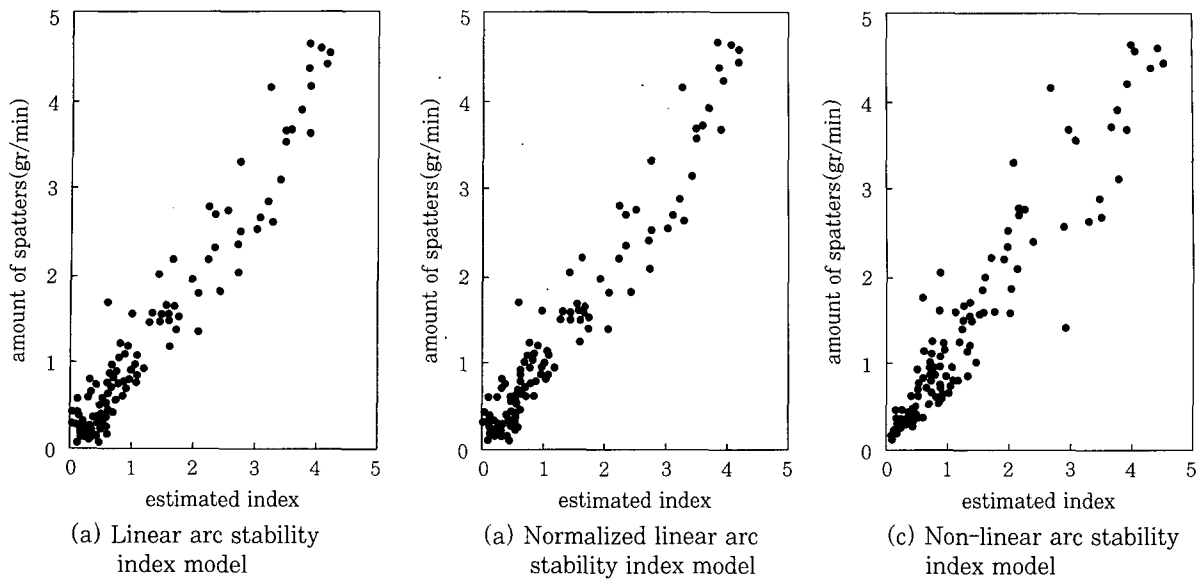 5
4
3
2
1
0
amount of spatters(gr/min)
0 1 2 3 4 5
estimated index
(a) Linear arc stability
index model
5
4
3
2
1
0
amount of spatters(gr/min)
0 1 2 3 4 5
estimated index
(a) Normalized linear arc
stability index model
5
4
3
2
1
0
amount of spatters(gr/min)
0 1 2 3 4 5
estimated index
(c) Non-linear arc stability
index model